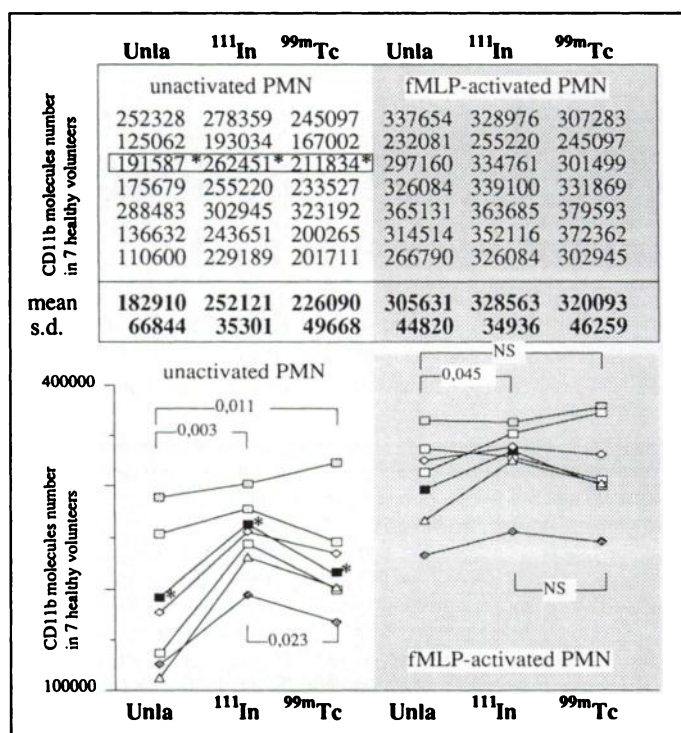 Unla 111In 99mTc Unla 111In 99mTc
unactivated PMN fMLP-activated PMN
CD11b molecules number
in 7 healthy volunteers
252328 278359 245097 337654 328976 307283
125062 193034 167002 232081 255220 245097
191587 * 262451 * 211834* 297160 334761 301499
175679 255220 233527 326084 339100 331869
288483 302945 323192 365131 363685 379593
136632 243651 200265 314514 352116 372362
110600 229189 201711 266790 326084 302945
mean 182910 252121 226090 305631 328563 320093
s.d. 66844 35301 49668 44820 34936 46259
400000
unactivated PMN
NS
0,045
0,011
0,003
CD11b molecules number
in 7 healthy volunteers
*
*
*
NS
0,023
fMLP-activated PMN
100000
Unla 111In 99mTc Unla 111In 99mTc